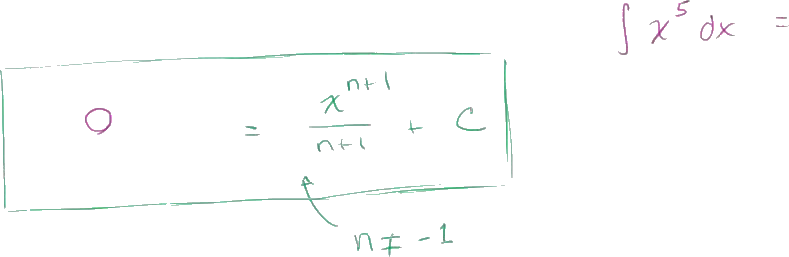 ∫ x^5 dx =
O = x^{n+1}/(n+1) + C
n ≠ -1